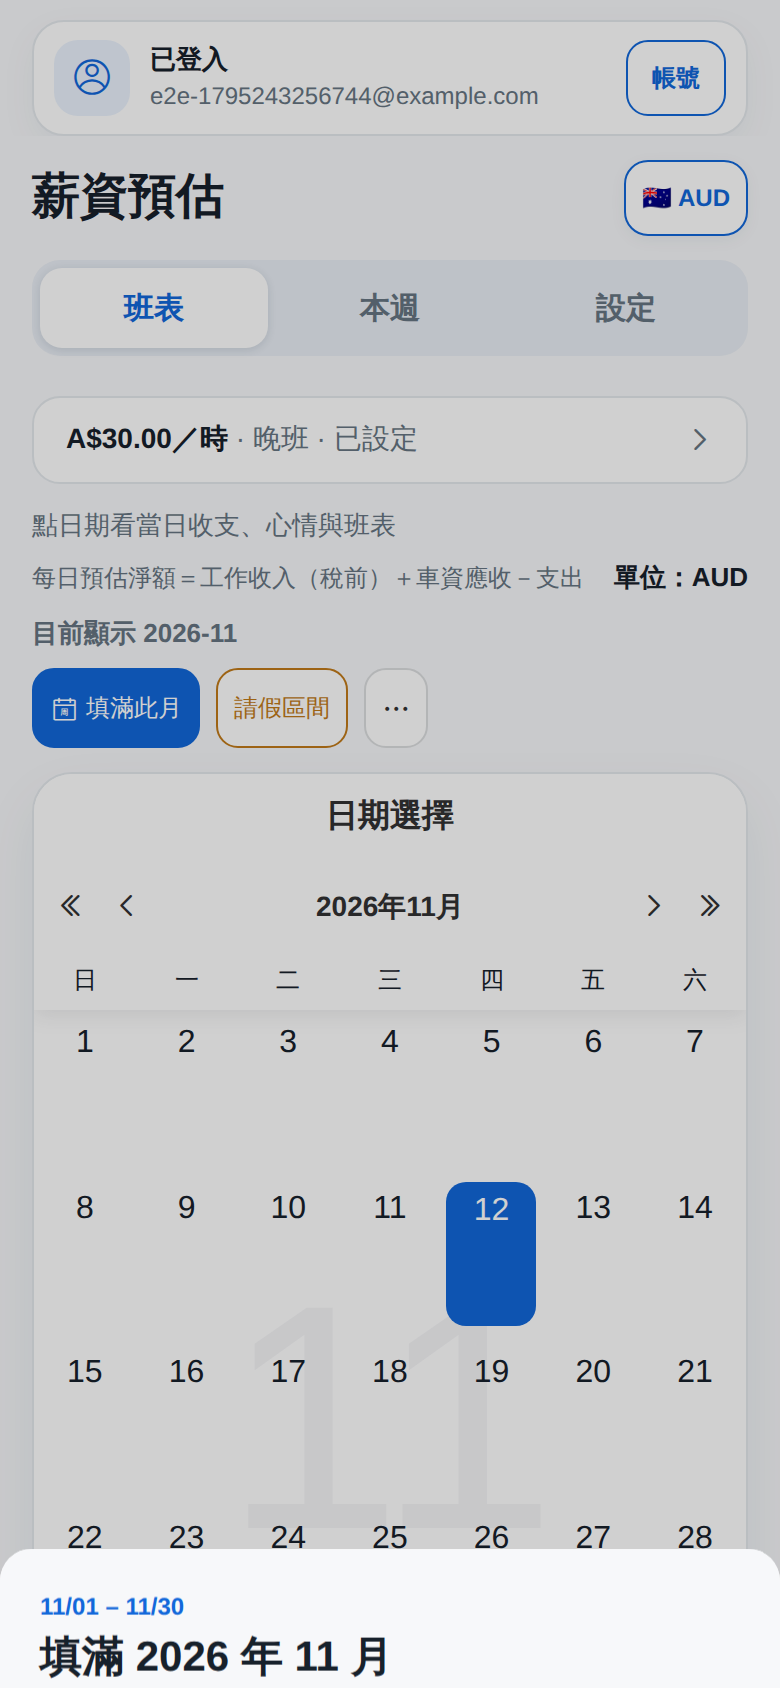 已登入
e2e-1795243256744@example.com
帳號
薪資預估
🇦🇺 AUD
班表
本週
設定
A$30.00／時 · 晚班 · 已設定
點日期看當日收支、心情與班表
每日預估淨額＝工作收入（稅前）＋車資應收－支出
單位：AUD
目前顯示 2026-11
填滿此月
請假區間
···
日期選擇
2026年11月
日 一 二 三 四 五 六
1 2 3 4 5 6 7
8 9 10 11 12 13 14
11
15 16 17 18 19 20 21
22 23 24 25 26 27 28
11/01 – 11/30
填滿 2026 年 11 月